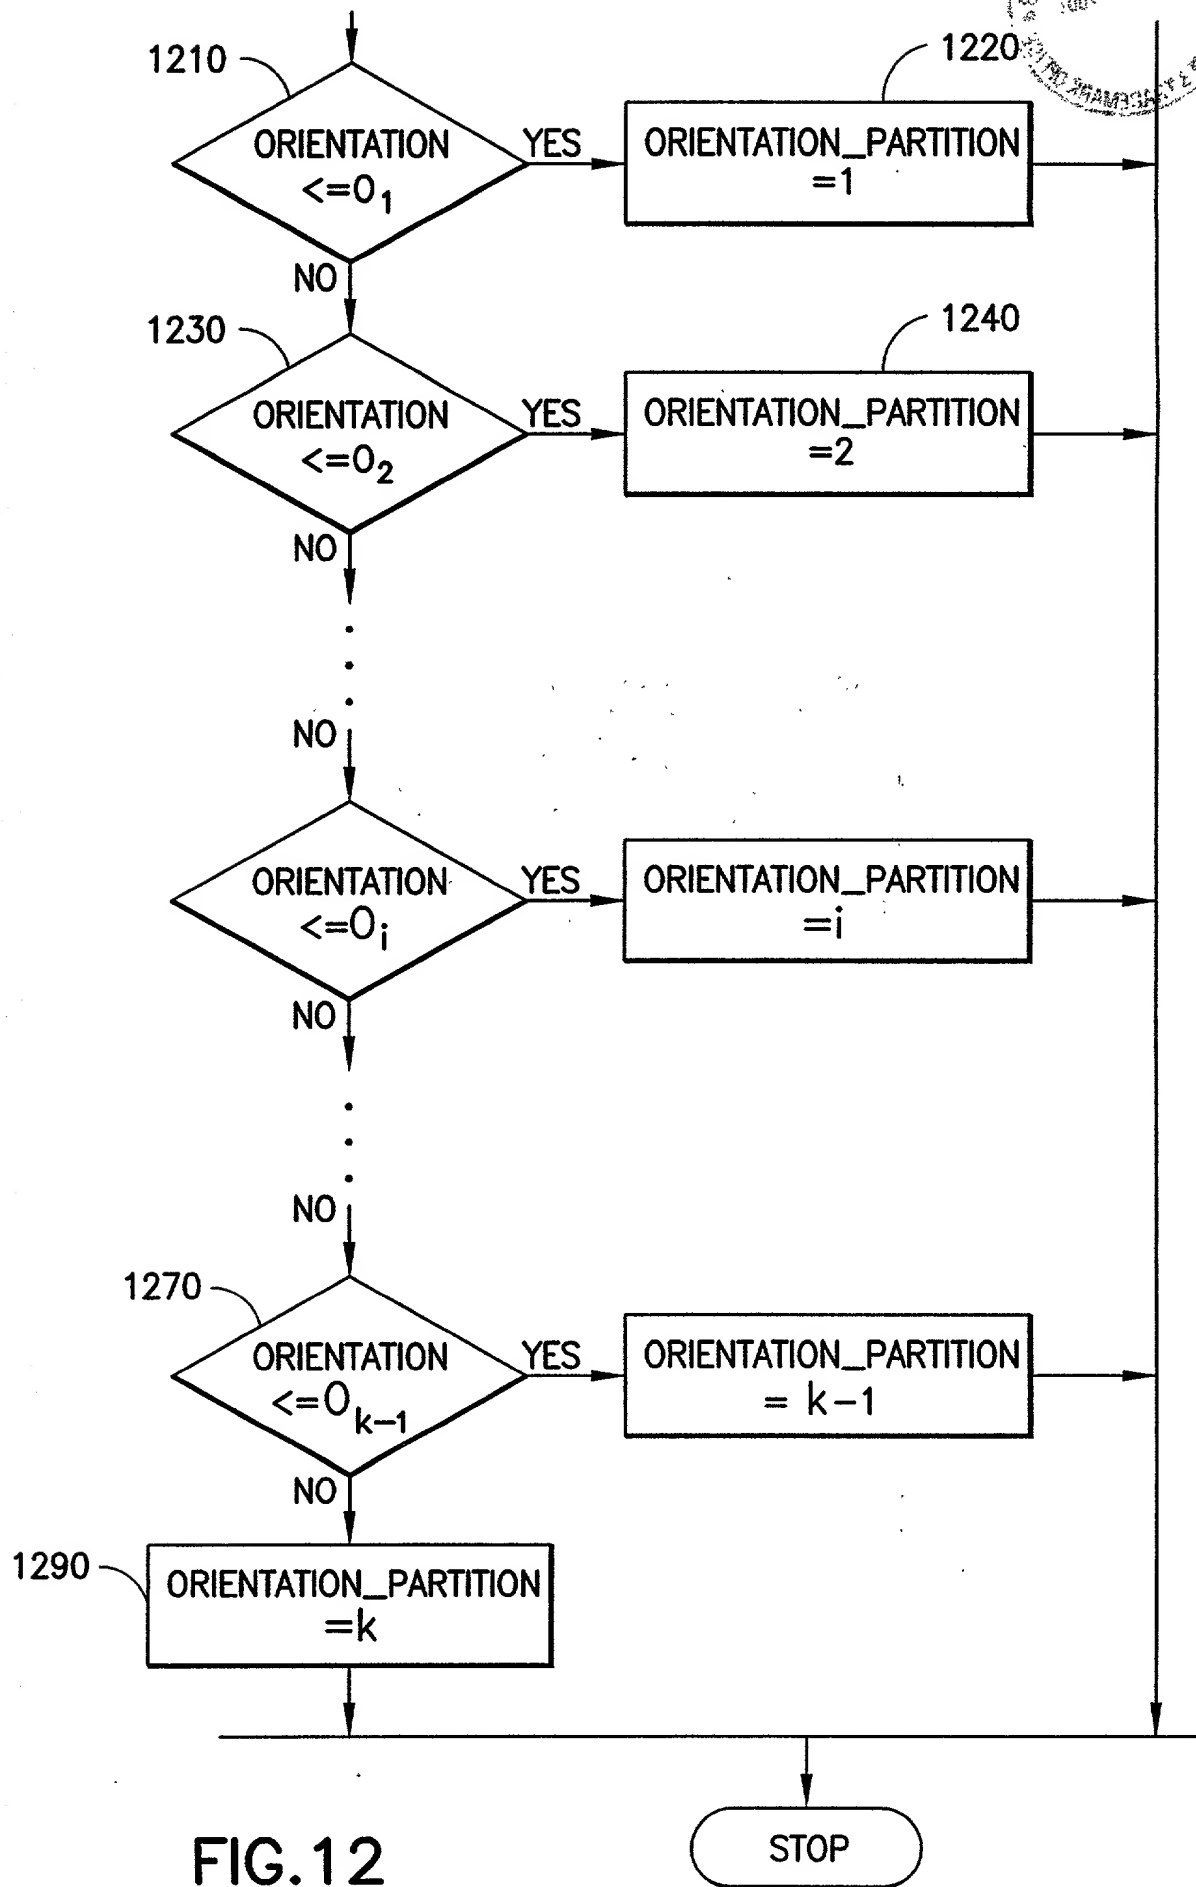 1210
1220
ORIENTATION
<=O1
YES
ORIENTATION_PARTITION
=1
NO
1230
1240
ORIENTATION
<=O2
YES
ORIENTATION_PARTITION
=2
NO
NO
ORIENTATION
<=Oi
YES
ORIENTATION_PARTITION
=i
NO
NO
1270
ORIENTATION
<=Ok-1
YES
ORIENTATION_PARTITION
= k-1
NO
1290
ORIENTATION_PARTITION
=k
STOP
FIG.12